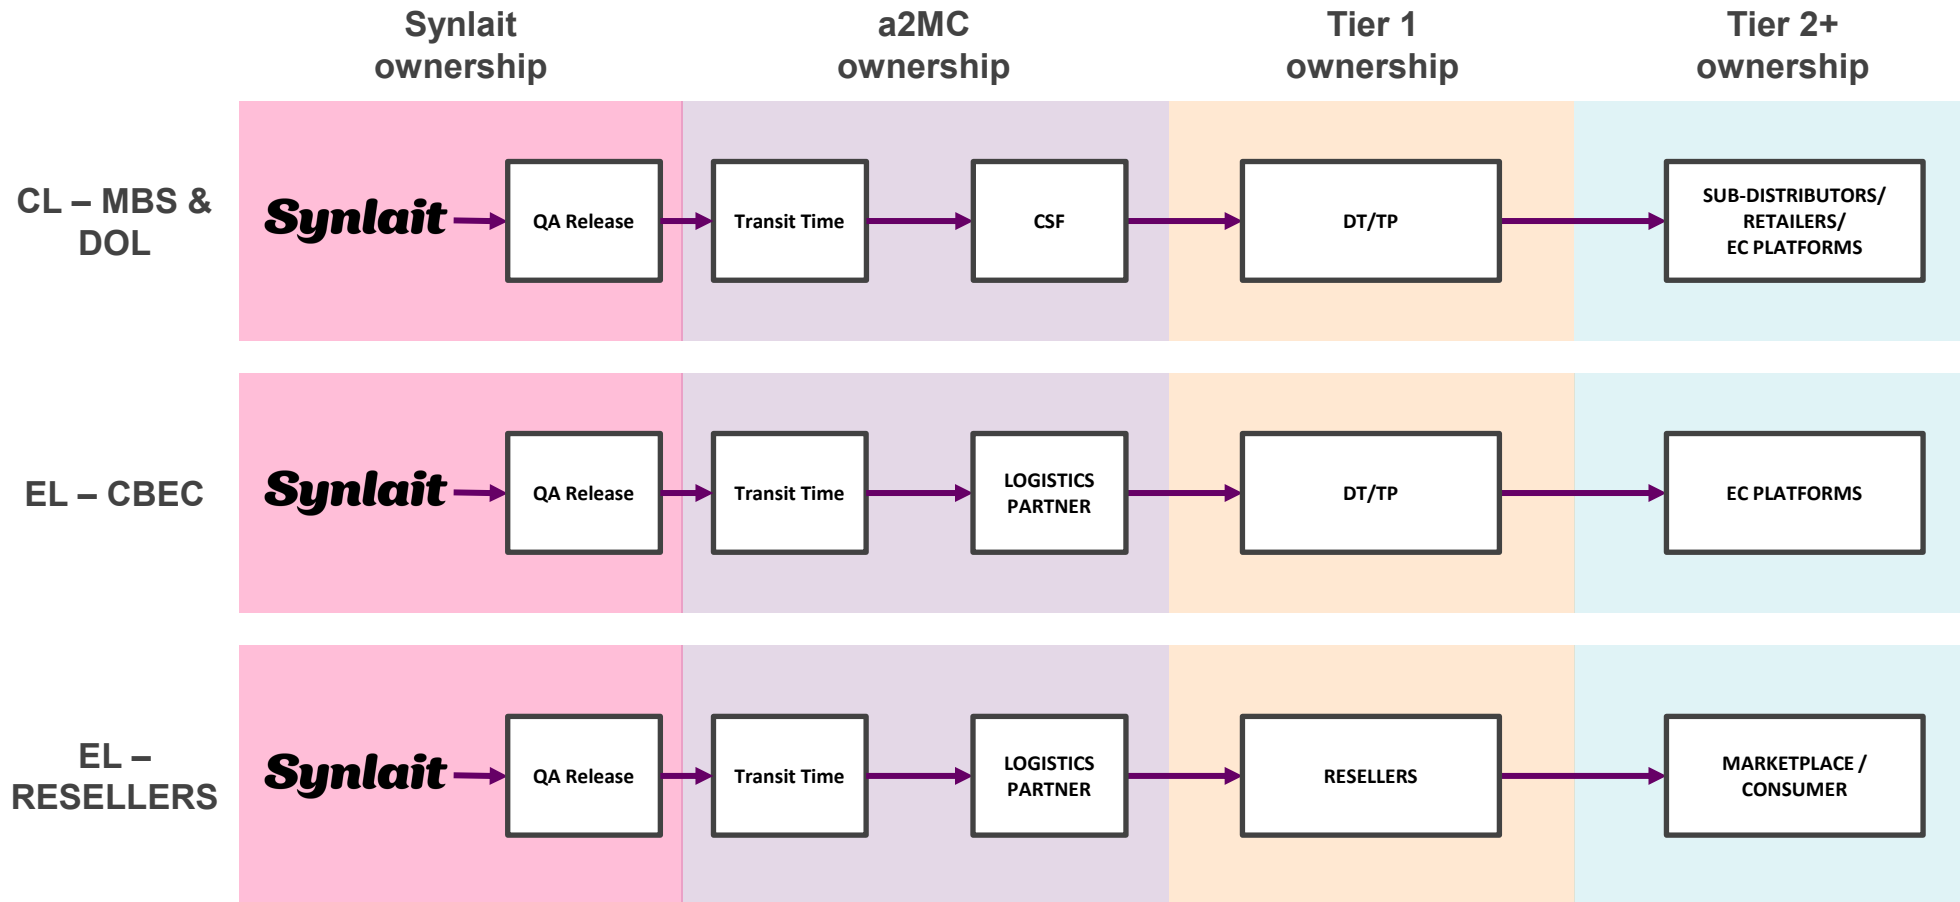 Synlait
ownership
a2MC
ownership
Tier 1
ownership
Tier 2+
ownership
CL – MBS &
DOL
Synlait
QA Release
Transit Time
CSF
DT/TP
SUB-DISTRIBUTORS/
RETAILERS/
EC PLATFORMS
EL – CBEC
Synlait
QA Release
Transit Time
LOGISTICS
PARTNER
DT/TP
EC PLATFORMS
EL –
RESELLERS
Synlait
QA Release
Transit Time
LOGISTICS
PARTNER
RESELLERS
MARKETPLACE /
CONSUMER